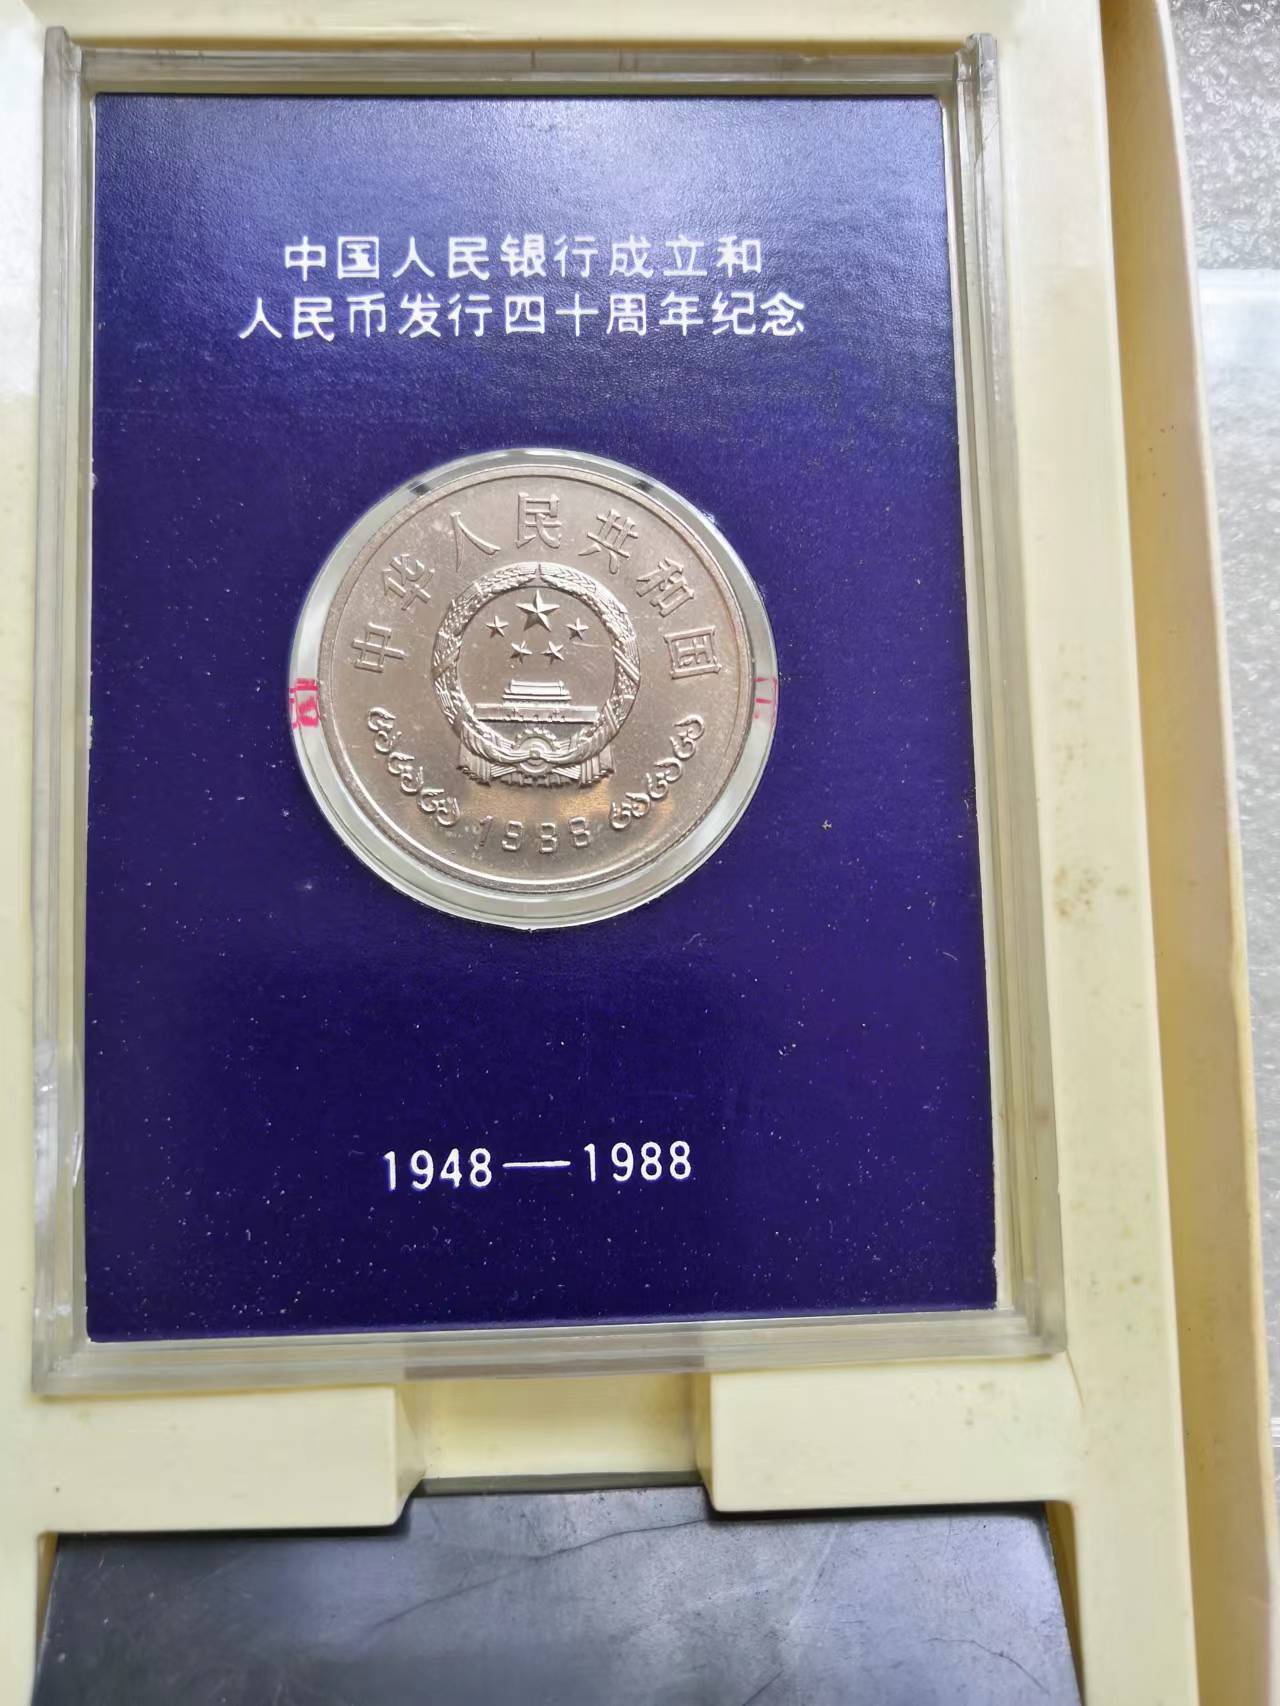 中国人民银行成立和
人民币发行四十周年纪念
中华人民共和国
1988
1948—1988